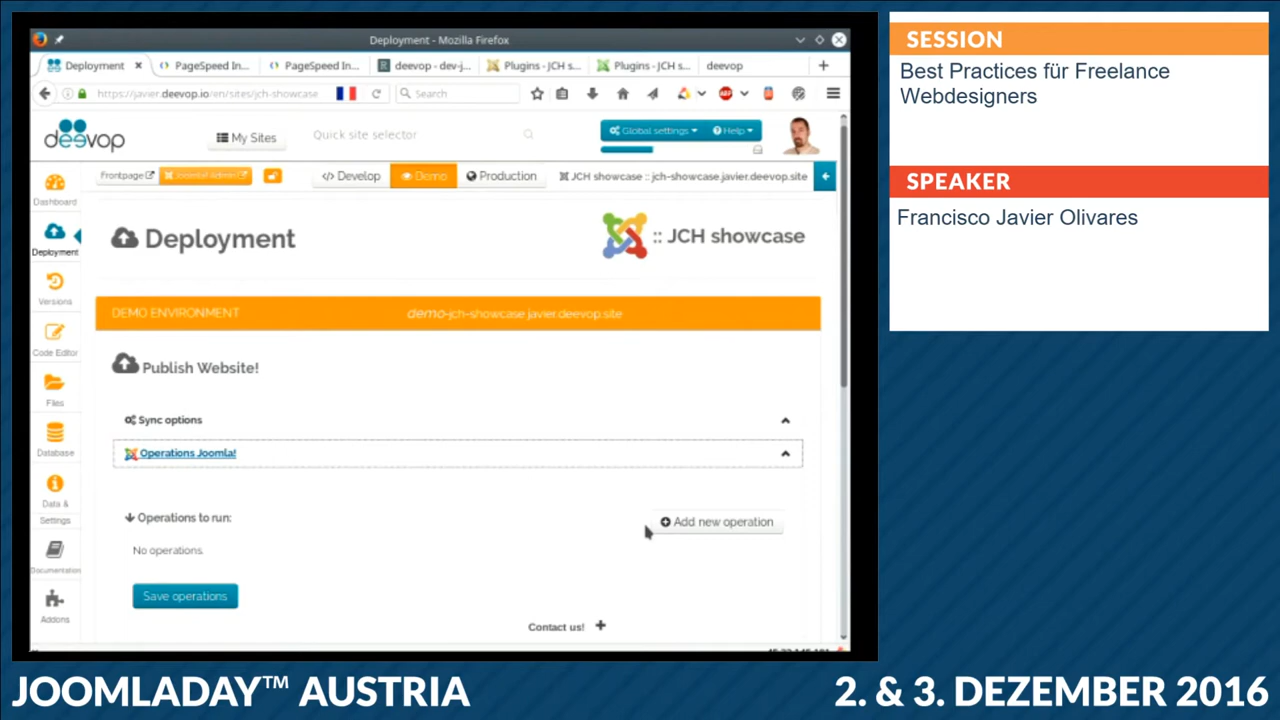 Deployment - Mozilla Firefox
Deployment
PageSpeed In...
PageSpeed In...
deevop - dev-j...
Plugins - JCH s...
Plugins - JCH s...
deevop
https://javier.deevop.io/en/sites/jch-showcase
Search
deevop
My Sites
Quick site selector
Global settings
Help
Frontpage
Joomla! admin
Develop
Demo
Production
JCH showcase :: jch-showcase.javier.deevop.site
Dashboard
Deployment
Versions
Code Editor
Files
Database
Data &
Settings
Documentation
Addons
Deployment
:: JCH showcase
DEMO ENVIRONMENT
demo-jch-showcase.javier.deevop.site
Publish Website!
Sync options
Operations Joomla!
Operations to run:
Add new operation
No operations.
Save operations
Contact us!
SESSION
Best Practices für Freelance
Webdesigners
SPEAKER
Francisco Javier Olivares
JOOMLADAY™ AUSTRIA
2. & 3. DEZEMBER 2016